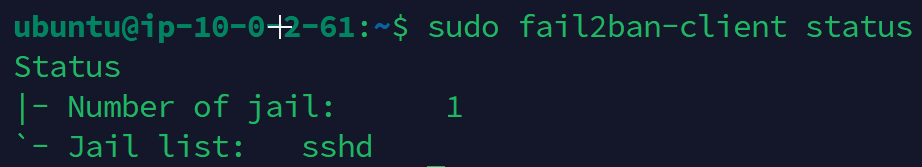 ubuntu@ip-10-0-2-61:~$ sudo fail2ban-client status
Status
|- Number of jail:      1
`- Jail list:   sshd